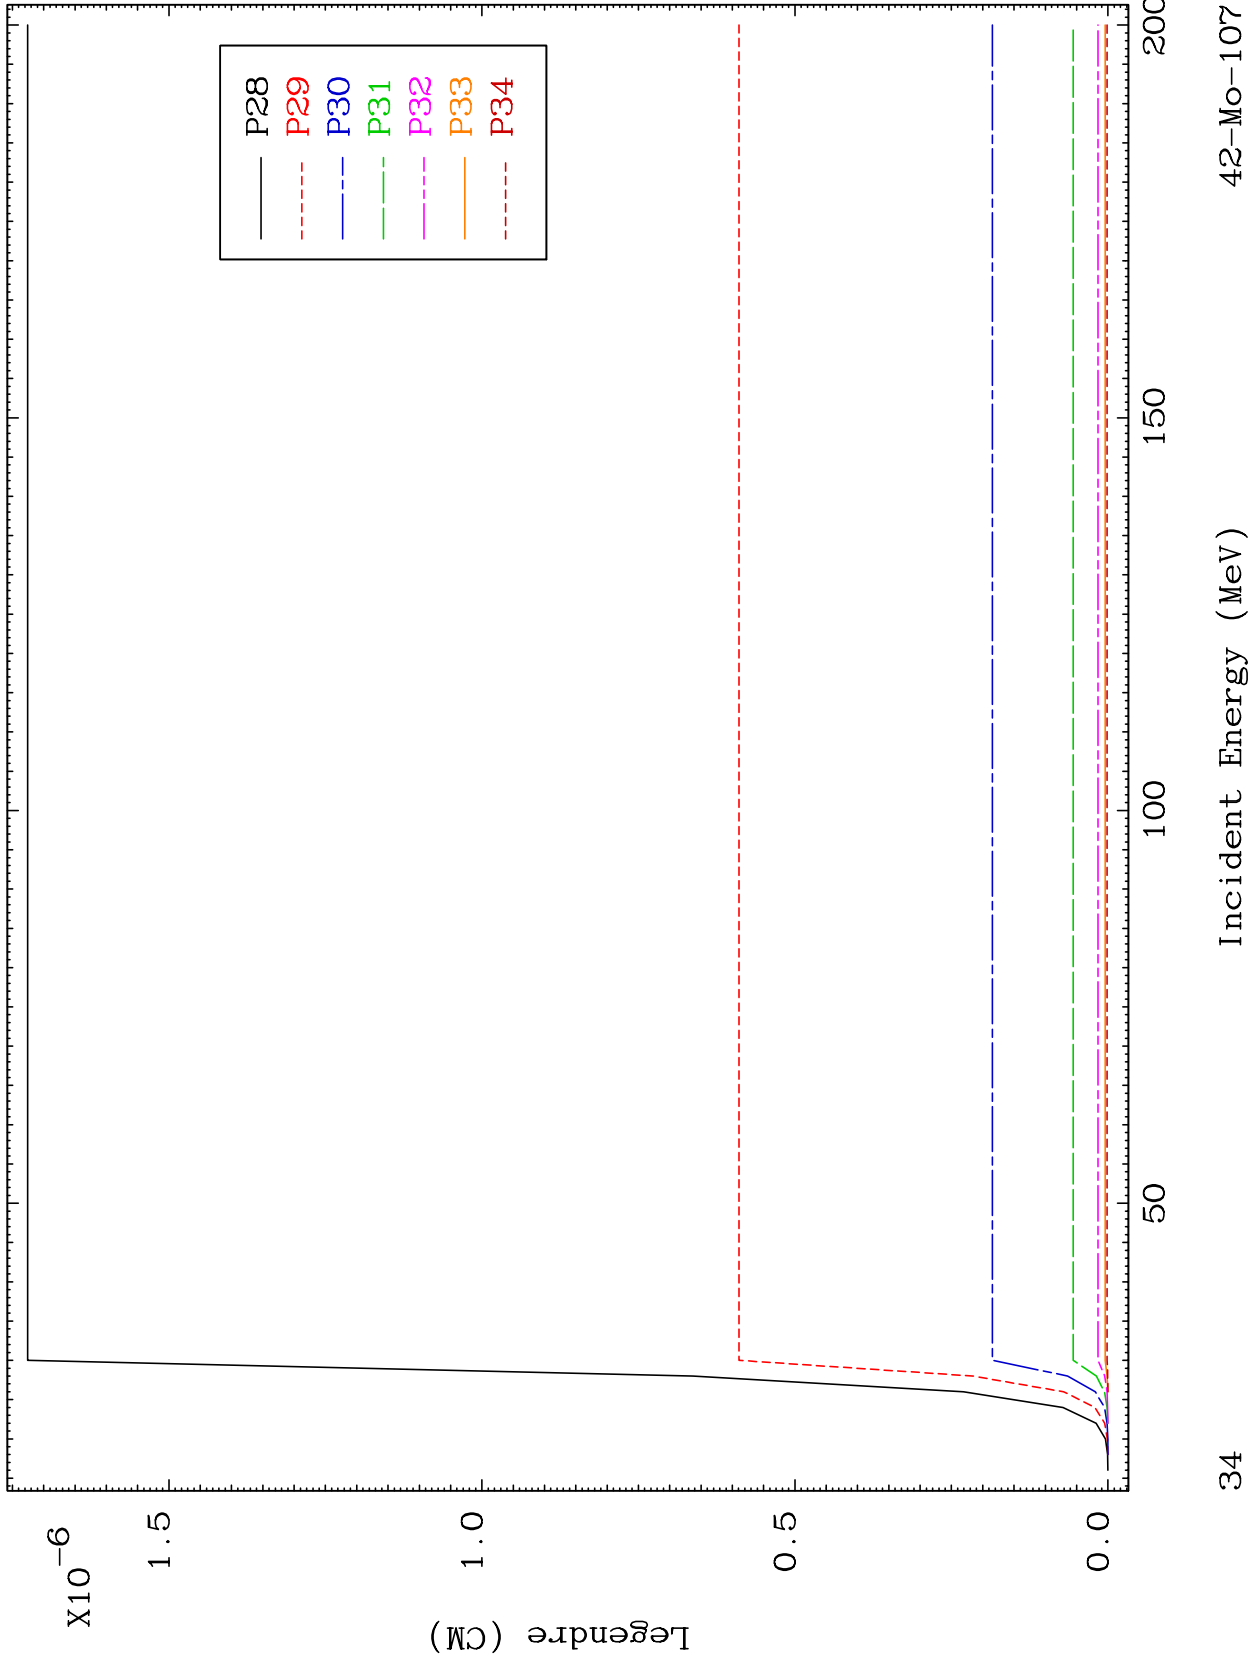 X10-6
1.5
1.0
0.5
0.0
Legendre (CM)
P28
P29
P30
P31
P32
P33
P34
50
100
150
200
Incident Energy (MeV)
34
42-Mo-107